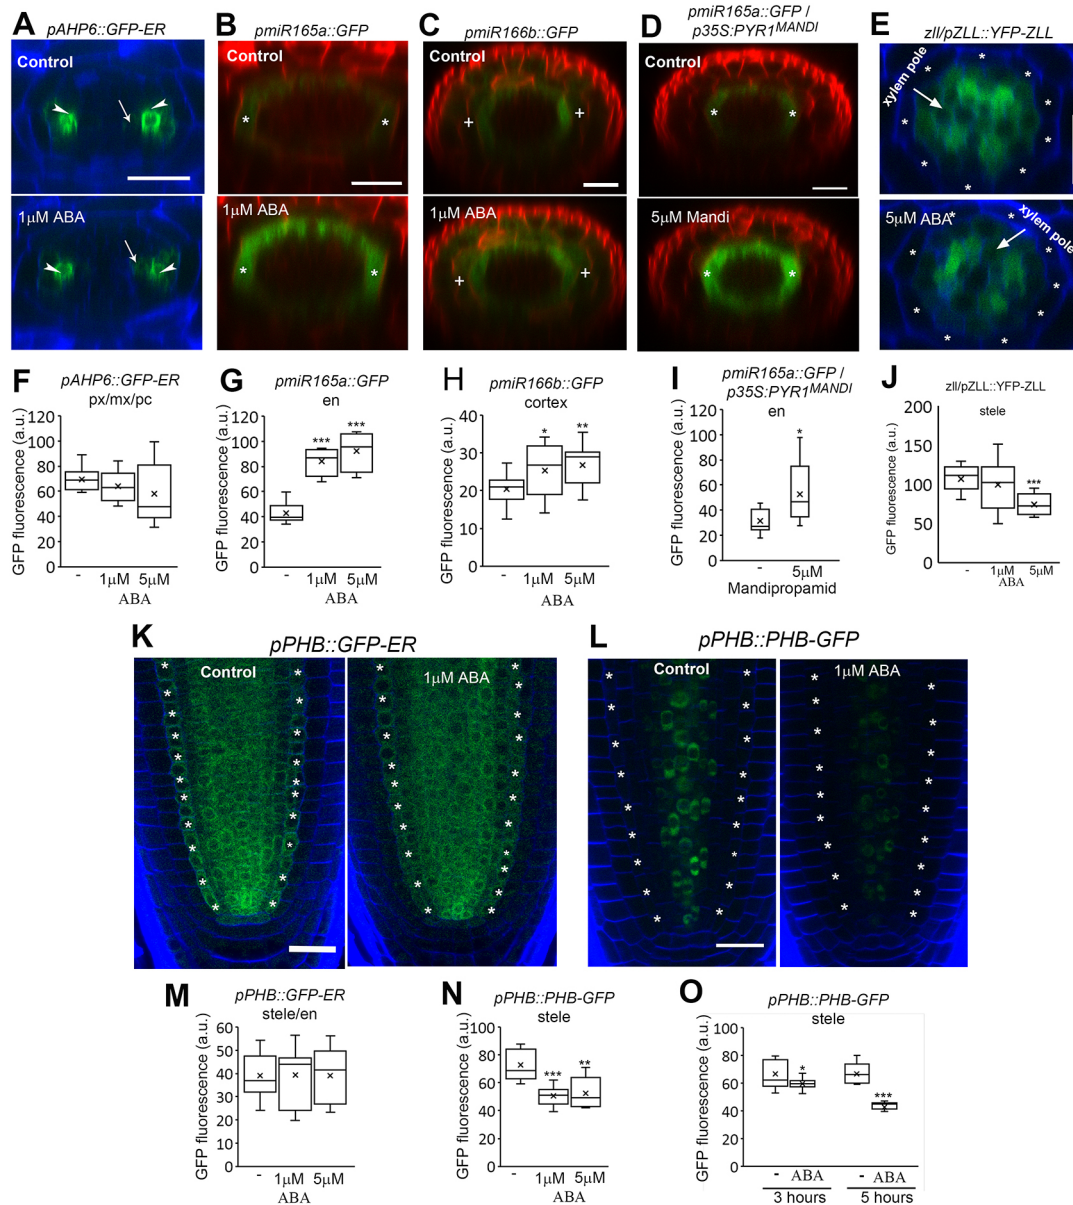 A pAHP6::GFP-ER
Control
1µM ABA
B pmiR165a::GFP
Control
1µM ABA
C pmiR166b::GFP
Control
1µM ABA
D pmiR165a::GFP /
p35S:PYR1MANDI
Control
5µM Mandi
E zll/pZLL::YFP-ZLL
xylem pole
5µM ABA
xylem pole
F pAHP6::GFP-ER
px/mx/pc
GFP fluorescence (a.u.)
120
100
80
60
40
20
0
- 1µM 5µM
ABA
G pmiR165a::GFP
en
GFP fluorescence (a.u.)
120
100
80
60
40
20
0
*** ***
- 1µM 5µM
ABA
H pmiR166b::GFP
cortex
GFP fluorescence (a.u.)
40
30
20
10
0
* **
- 1µM 5µM
ABA
I pmiR165a::GFP /
p35S:PYR1MANDI
en
GFP fluorescence (a.u.)
120
100
80
60
40
20
0
*
- 5µM
Mandipropamid
J zll/pZLL::YFP-ZLL
stele
GFP fluorescence (a.u.)
200
150
100
50
0
***
- 1µM 5µM
ABA
K pPHB::GFP-ER
Control
1µM ABA
L pPHB::PHB-GFP
Control
1µM ABA
M pPHB::GFP-ER
stele/en
GFP fluorescence (a.u.)
60
50
40
30
20
10
0
- 1µM 5µM
ABA
N pPHB::PHB-GFP
stele
GFP fluorescence (a.u.)
100
80
60
40
20
0
*** **
- 1µM 5µM
ABA
O pPHB::PHB-GFP
stele
GFP fluorescence (a.u.)
100
80
60
40
20
0
* ***
- ABA - ABA
3 hours 5 hours